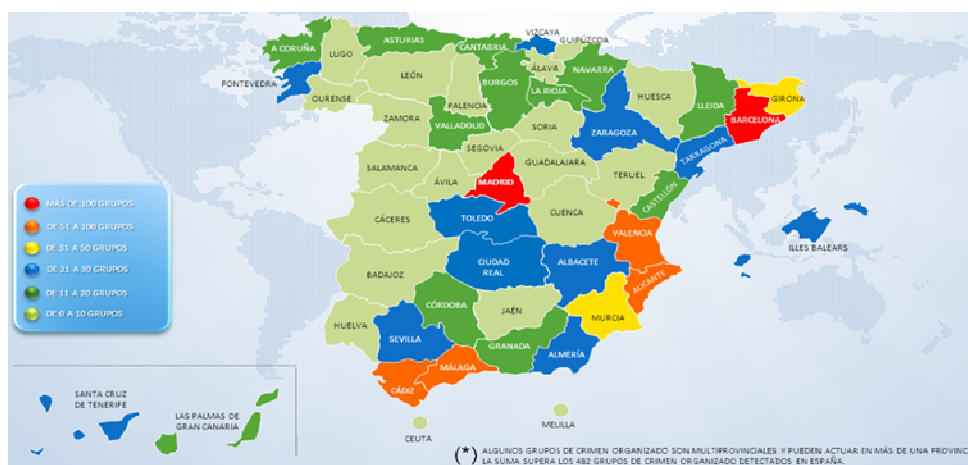 VIZCAYA
GUIPÚZCOA
A CORUÑA
LUGO
ASTURIAS
CANTABRIA
ÁLAVA
NAVARRA
PONTEVEDRA
OURENSE
LEÓN
PALENCIA
BURGOS
LA RIOJA
HUESCA
LLEIDA
GIRONA
BARCELONA
ZAMORA
VALLADOLID
SORIA
ZARAGOZA
TARRAGONA
SEGOVIA
SALAMANCA
ÁVILA
MADRID
GUADALAJARA
TERUEL
CASTELLÓN
CÁCERES
TOLEDO
CUENCA
VALENCIA
ILLES BALEARS
BADAJOZ
CIUDAD
REAL
ALBACETE
ALICANTE
HUELVA
SEVILLA
CÓRDOBA
JAÉN
MURCIA
GRANADA
ALMERÍA
CÁDIZ
MÁLAGA
CEUTA
MELILLA
MÁS DE 100 GRUPOS
DE 51 A 100 GRUPOS
DE 31 A 50 GRUPOS
DE 21 A 30 GRUPOS
DE 11 A 20 GRUPOS
DE 0 A 10 GRUPOS
SANTA CRUZ
DE TENERIFE
LAS PALMAS DE
GRAN CANARIA
(*) ALGUNOS GRUPOS DE CRIMEN ORGANIZADO SON MULTIPROVINCIALES Y PUEDEN ACTUAR EN MÁS DE UNA PROVINC
LA SUMA SUPERA LOS 482 GRUPOS DE CRIMEN ORGANIZADO DETECTADOS EN ESPAÑA.